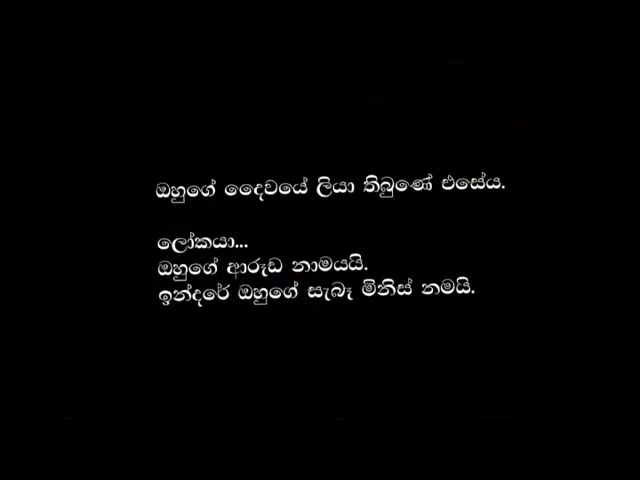 ඔහුගේ දෛවයේ ලියා තිබුණේ එසේය.
ලෝකයා...
ඔහුගේ ආරූඩ නාමයයි.
ඉන්දරේ ඔහුගේ සැබෑ මිනිස් නමයි.